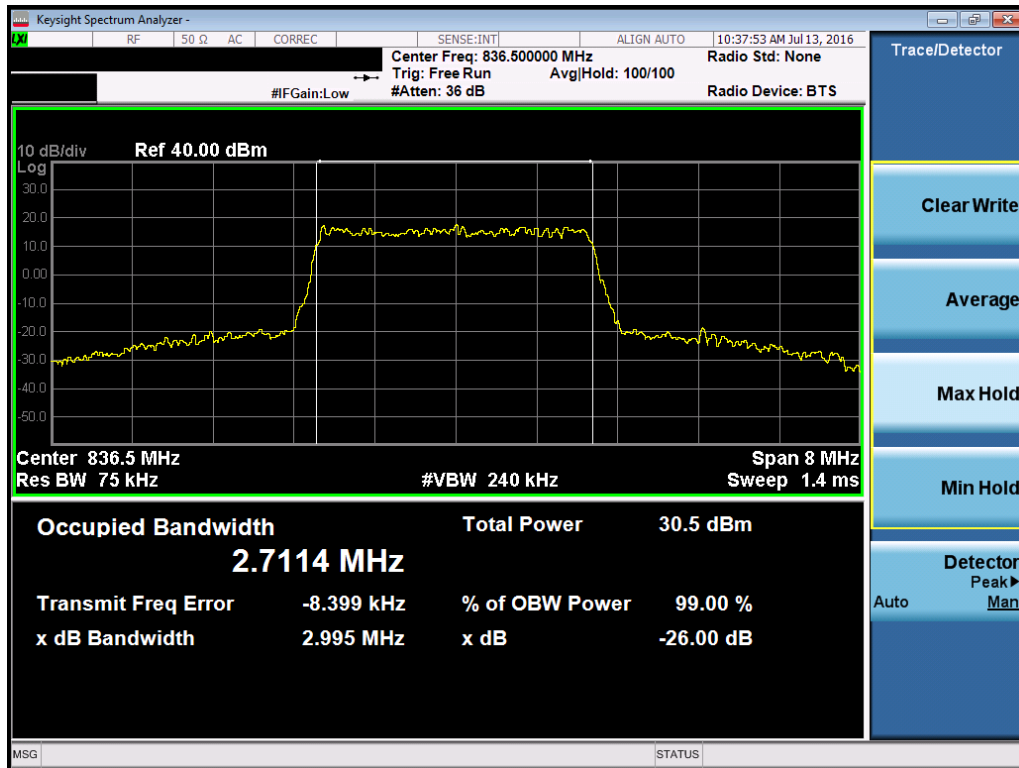 Keysight Spectrum Analyzer -
LXI RF 50 Ω AC CORREC SENSE:INT ALIGN AUTO 10:37:53 AM Jul 13, 2016
Center Freq: 836.500000 MHz Radio Std: None
Trig: Free Run Avg|Hold: 100/100
#IFGain:Low #Atten: 36 dB Radio Device: BTS
10 dB/div Ref 40.00 dBm
Log
30.0
20.0
10.0
0.00
-10.0
-20.0
-30.0
-40.0
-50.0
Center 836.5 MHz Span 8 MHz
Res BW 75 kHz #VBW 240 kHz Sweep 1.4 ms
Occupied Bandwidth Total Power 30.5 dBm
2.7114 MHz
Transmit Freq Error -8.399 kHz % of OBW Power 99.00 %
x dB Bandwidth 2.995 MHz x dB -26.00 dB
MSG STATUS
Trace/Detector
Clear Write
Average
Max Hold
Min Hold
Detector
Peak▶
Auto Man